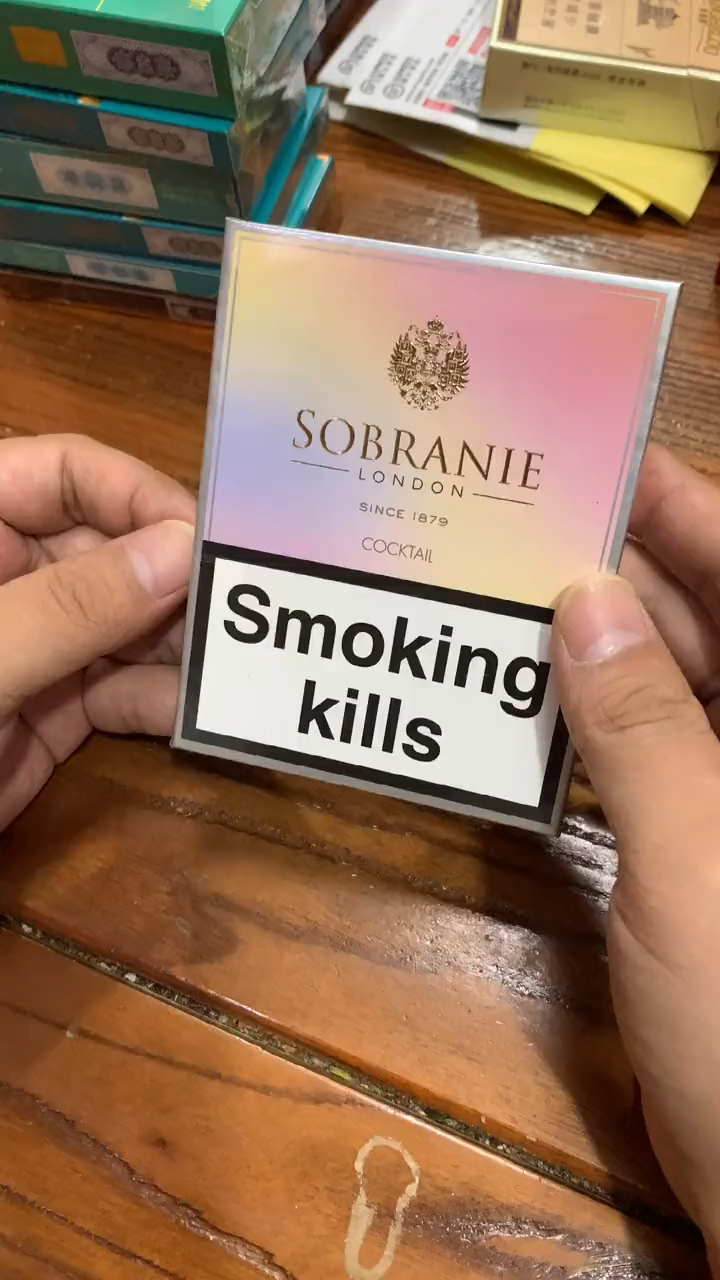 SOBRANIE
LONDON
SINCE 1879
COCKTAIL
Smoking
kills